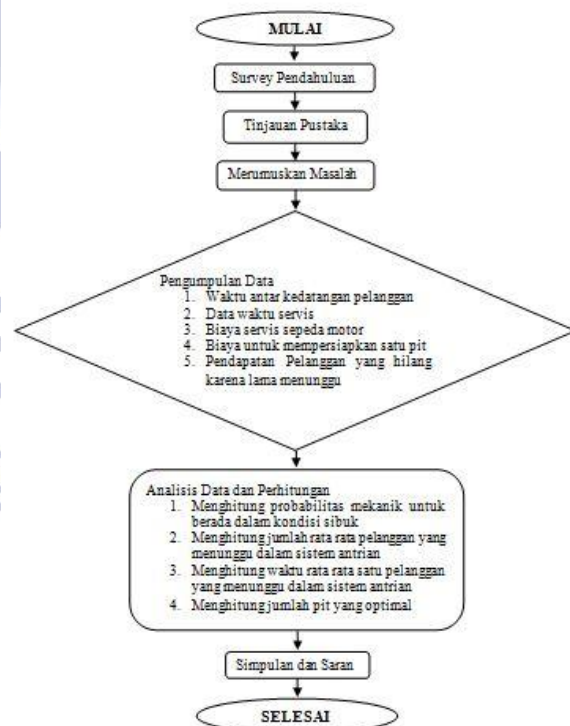 MULAI
Survey Pendahuluan
Tinjauan Pustaka
Merumuskan Masalah
Pengumpulan Data
1. Waktu antar kedatangan pelanggan
2. Data waktu servis
3. Biaya servis sepeda motor
4. Biaya untuk mempersiapkan satu pit
5. Pendapatan Pelanggan yang hilang
karena lama menunggu
Analisis Data dan Perhitungan
1. Menghitung probabilitas mekanik untuk
berada dalam kondisi sibuk
2. Menghitung jumlah rata rata pelanggan yang
menunggu dalam sistem antrian
3. Menghitung waktu rata rata satu pelanggan
yang menunggu dalam sistem antrian
4. Menghitung jumlah pit yang optimal
Simpulan dan Saran
SELESAI